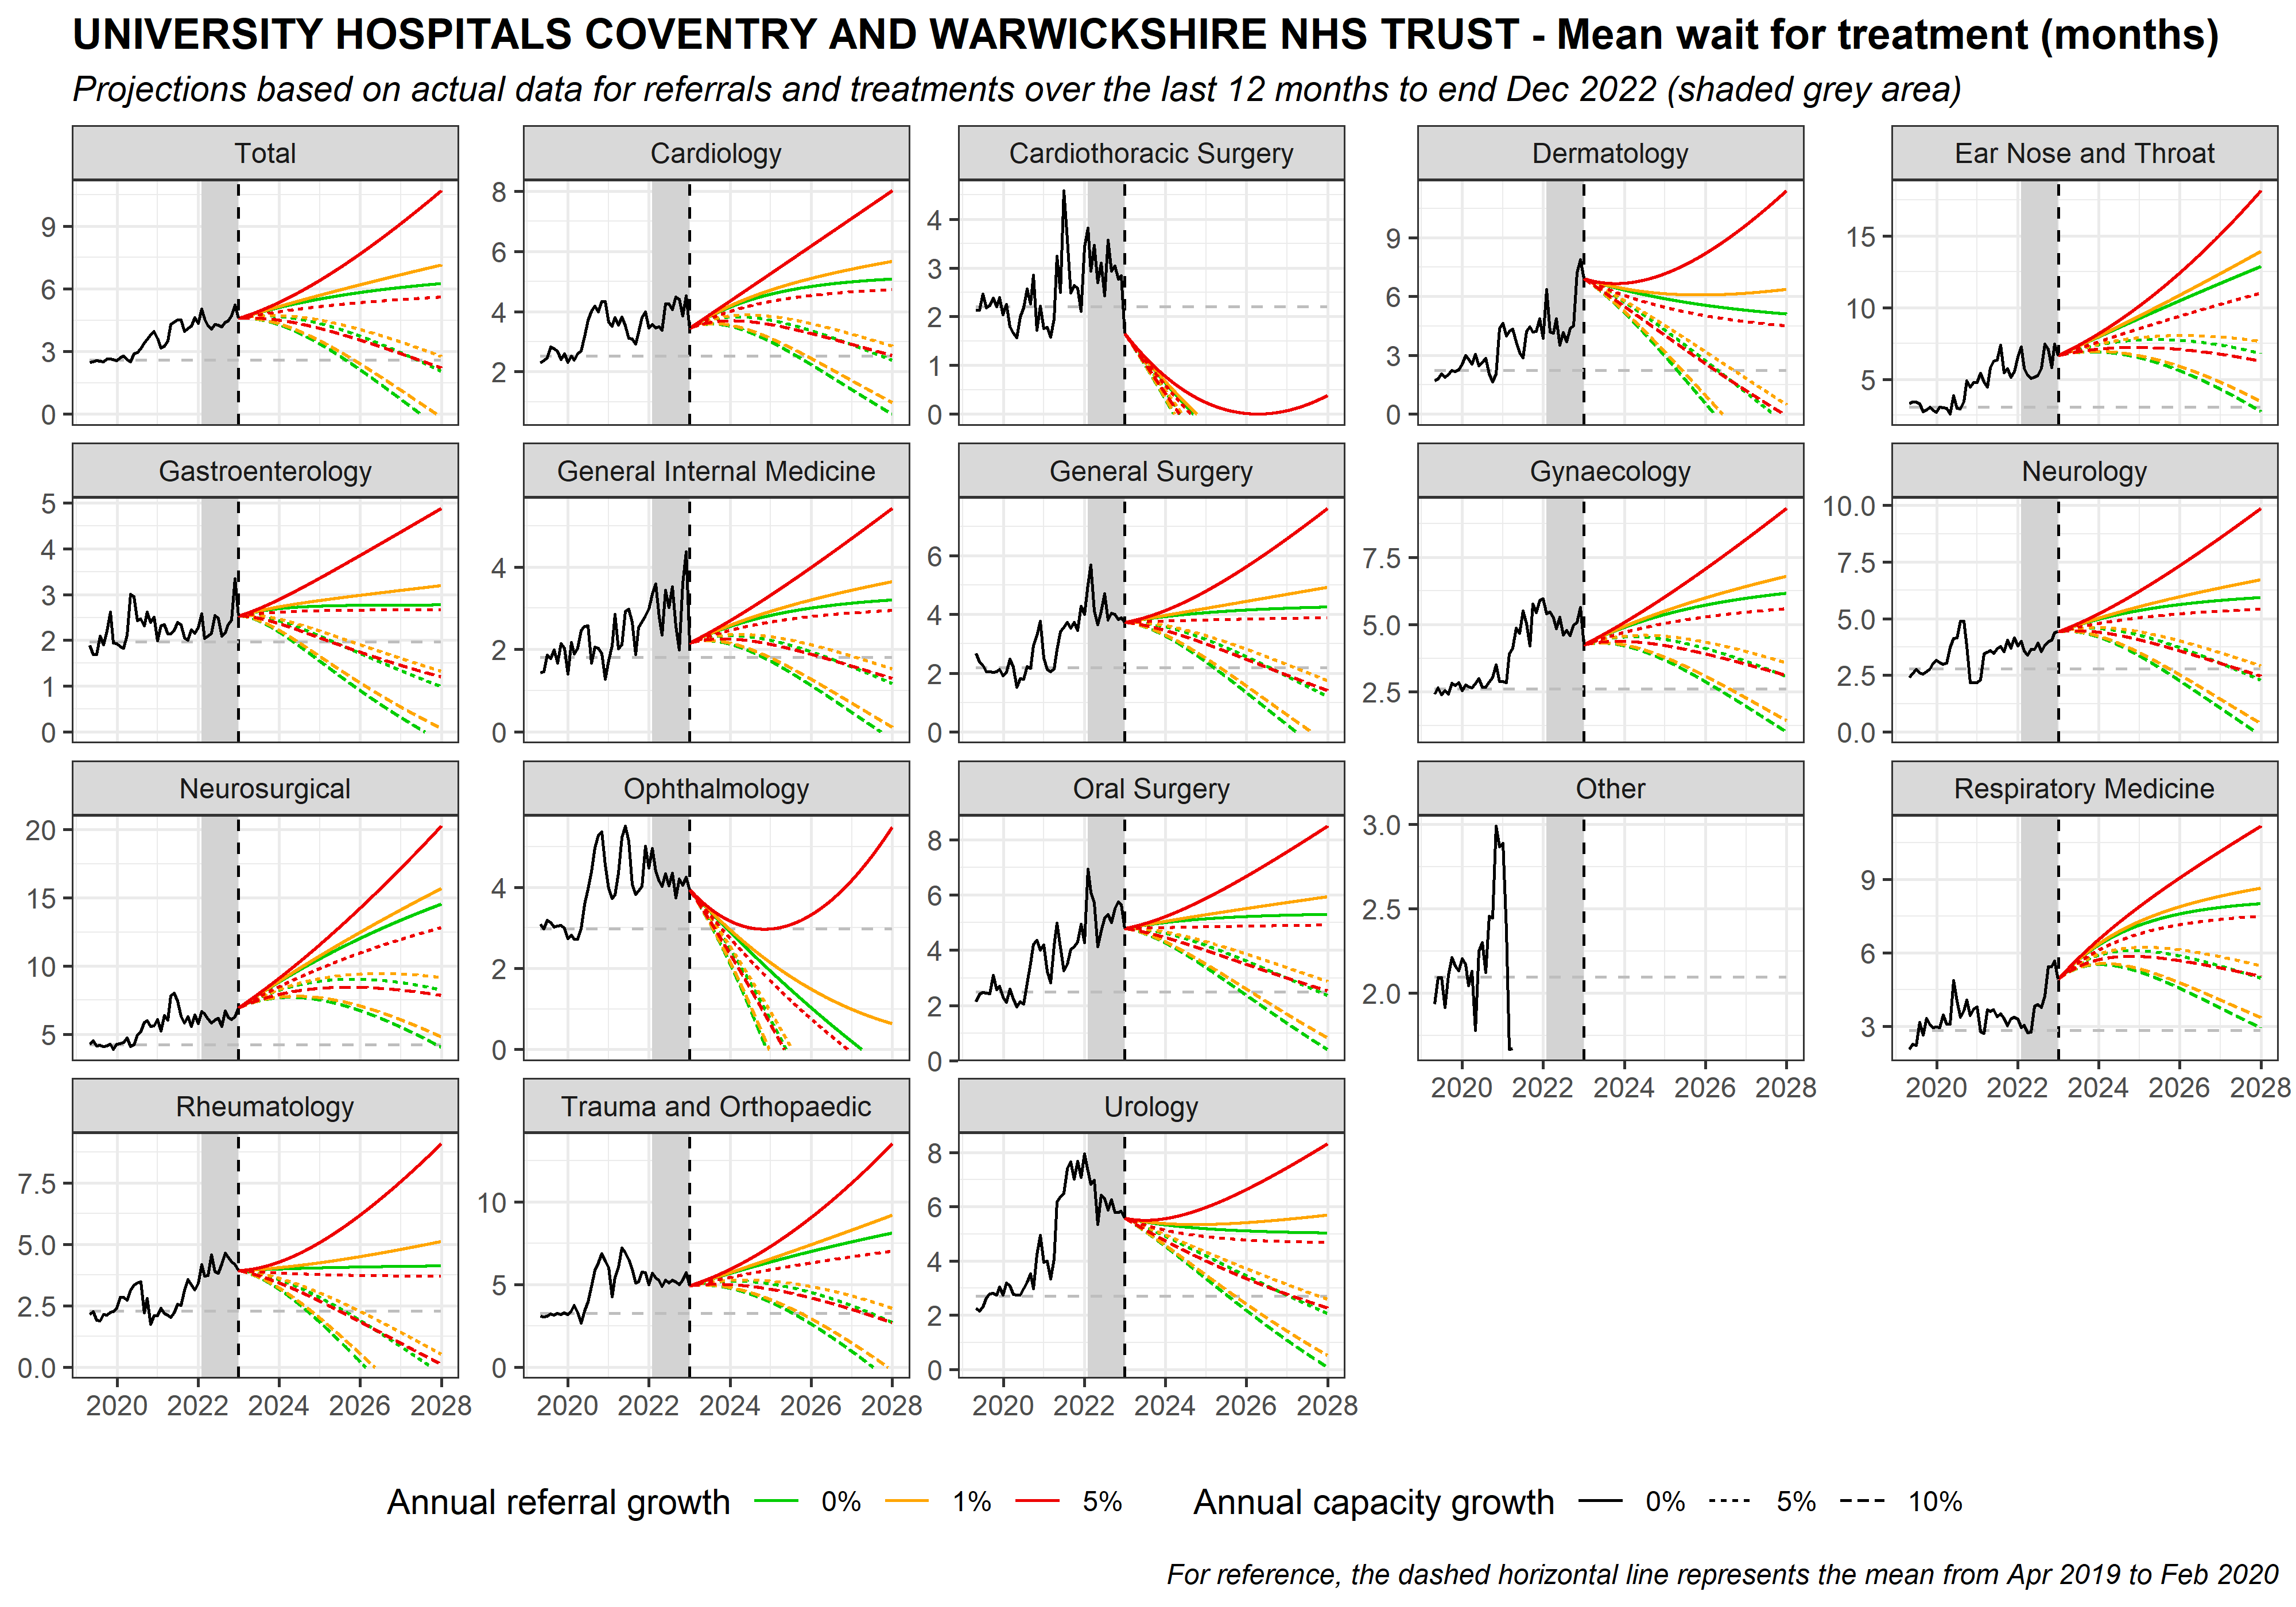 UNIVERSITY HOSPITALS COVENTRY AND WARWICKSHIRE NHS TRUST - Mean wait for treatment (months)
Projections based on actual data for referrals and treatments over the last 12 months to end Dec 2022 (shaded grey area)
Total
9
6
3
0
Cardiology
8
6
4
2
Cardiothoracic Surgery
4
3
2
1
0
Dermatology
9
6
3
0
Ear Nose and Throat
15
10
5
Gastroenterology
5
4
3
2
1
0
General Internal Medicine
4
2
0
General Surgery
6
4
2
0
Gynaecology
7.5
5.0
2.5
Neurology
10.0
7.5
5.0
2.5
0.0
Neurosurgical
20
15
10
5
Ophthalmology
4
2
0
Oral Surgery
8
6
4
2
0
Other
3.0
2.5
2.0
2020 2022 2024 2026 2028
Respiratory Medicine
9
6
3
2020 2022 2024 2026 2028
Rheumatology
7.5
5.0
2.5
0.0
2020 2022 2024 2026 2028
Trauma and Orthopaedic
10
5
0
2020 2022 2024 2026 2028
Urology
8
6
4
2
0
2020 2022 2024 2026 2028
Annual referral growth 0% 1% 5% Annual capacity growth 0% 5% 10%
For reference, the dashed horizontal line represents the mean from Apr 2019 to Feb 2020